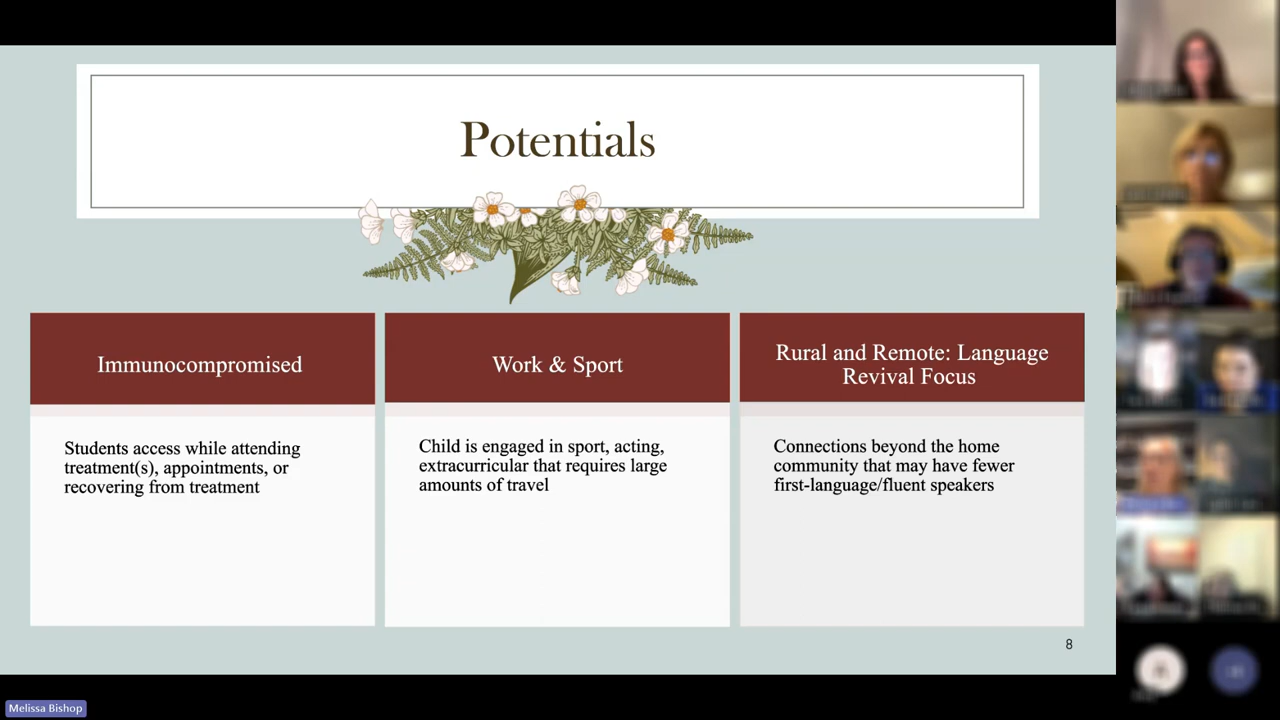 Potentials
Immunocompromised
Students access while attending
treatment(s), appointments, or
recovering from treatment
Work & Sport
Child is engaged in sport, acting,
extracurricular that requires large
amounts of travel
Rural and Remote: Language
Revival Focus
Connections beyond the home
community that may have fewer
first-language/fluent speakers
8
Melissa Bishop